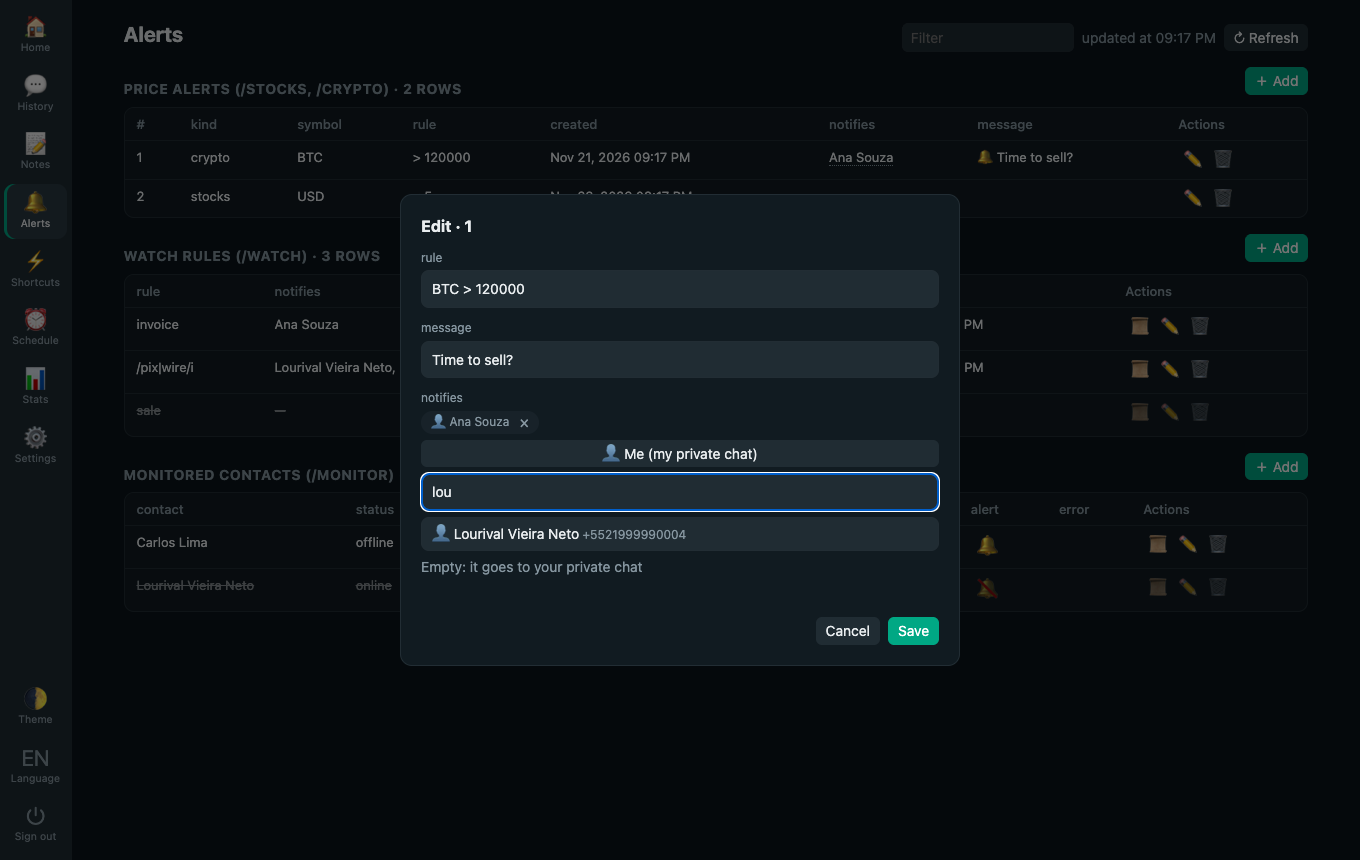 Home
History
Notes
Alerts
Shortcuts
Schedule
Stats
Settings
Theme
EN
Language
Sign out
Alerts
Filter
updated at 09:17 PM
Refresh
PRICE ALERTS (/STOCKS, /CRYPTO) · 2 ROWS
+ Add
# kind symbol rule created notifies message Actions
1 crypto BTC > 120000 Nov 21, 2026 09:17 PM Ana Souza Time to sell?
2 stocks USD
WATCH RULES (/WATCH) · 3 ROWS
+ Add
rule notifies Actions
invoice Ana Souza PM
/pix|wire/i Lourival Vieira Neto, PM
sale —
MONITORED CONTACTS (/MONITOR)
+ Add
contact status alert error Actions
Carlos Lima offline
Lourival Vieira Neto online
Edit · 1
rule
BTC > 120000
message
Time to sell?
notifies
Ana Souza ×
Me (my private chat)
lou
Lourival Vieira Neto +5521999990004
Empty: it goes to your private chat
Cancel Save